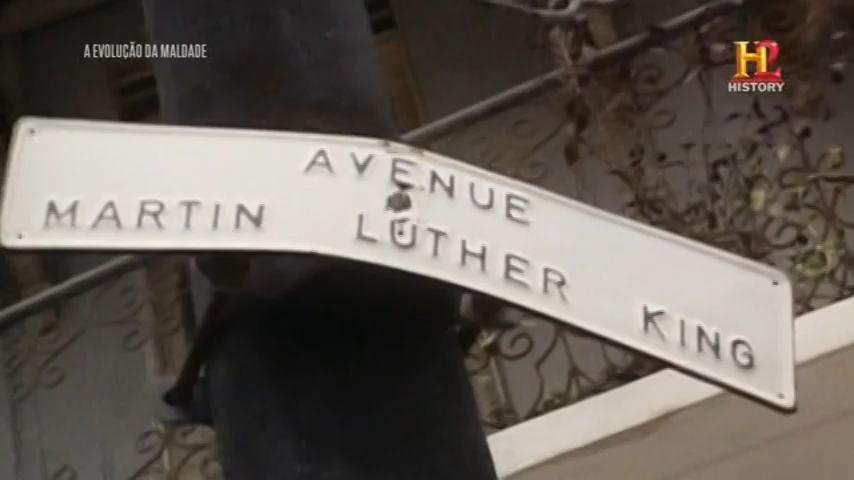 A EVOLUÇÃO DA MALDADE
H2
HISTORY
AVENUE
MARTIN LUTHER KING